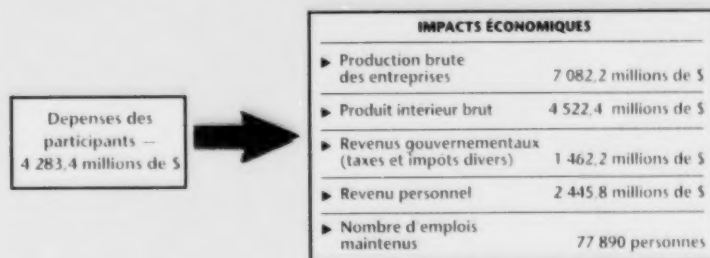 Depenses des
participants —
4 283,4 millions de $
IMPACTS ÉCONOMIQUES
▶ Production brute
des entreprises 7 082,2 millions de $
▶ Produit interieur brut 4 522,4 millions de $
▶ Revenus gouvernementaux
(taxes et impôts divers) 1 462,2 millions de $
▶ Revenu personnel 2 445,8 millions de $
▶ Nombre d'emplois
maintenus 77 890 personnes